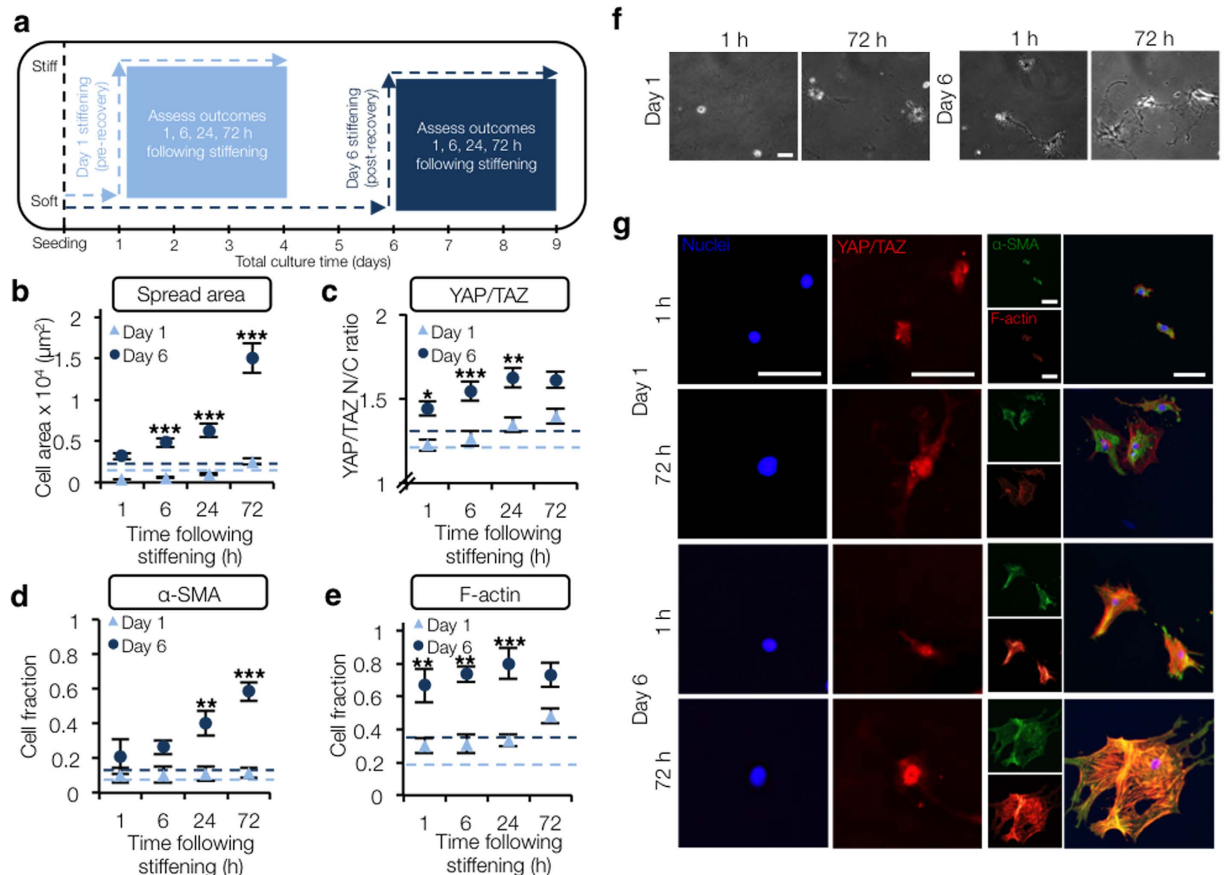 a
Stiff
Soft
Day 1 stiffening
(pre-recovery)
Assess outcomes
1, 6, 24, 72 h
following stiffening
Day 6 stiffening
(post-recovery)
Assess outcomes
1, 6, 24, 72 h
following stiffening
Seeding 1 2 3 4 5 6 7 8 9
Total culture time (days)
b
Spread area
Day 1
Day 6
Cell area x 10⁴ (µm²)
2
1.5
1
0.5
0
***
***
***
1 6 24 72
Time following
stiffening (h)
c
YAP/TAZ
Day 1
Day 6
YAP/TAZ N/C ratio
2
1.5
1
*
***
**
1 6 24 72
Time following
stiffening (h)
d
α-SMA
Day 1
Day 6
Cell fraction
1
0.8
0.6
0.4
0.2
0
**
***
1 6 24 72
Time following
stiffening (h)
e
F-actin
Day 1
Day 6
Cell fraction
1
0.8
0.6
0.4
0.2
0
**
**
***
1 6 24 72
Time following
stiffening (h)
f
1 h 72 h
Day 1
1 h 72 h
Day 6
g
Nuclei
YAP/TAZ
α-SMA
F-actin
Day 1
1 h
72 h
Day 6
1 h
72 h